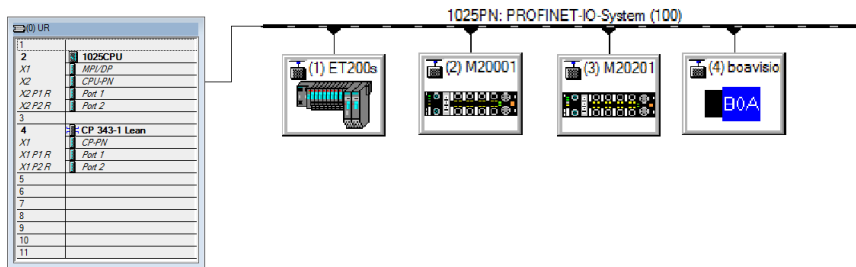 (0) UR
1
2 1025CPU
X1 MPI/DP
X2 CPU-PN
X2 P1 R Port 1
X2 P2 R Port 2
3
4 CP 343-1 Lean
X1 CP-PN
X1 P1 R Port 1
X1 P2 R Port 2
5
6
7
8
9
10
11
1025PN: PROFINET-IO-System (100)
(1) ET200s
(2) M20001
(3) M20201
(4) boavisio
BOA